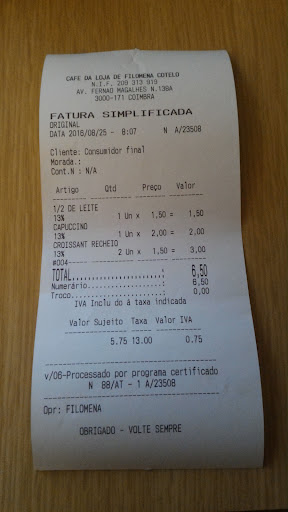 CAFE DA LOJA DE FILOMENA COTELO
N.I.F. 209 313 819
AV. FERNAO MAGALHES N.138A
3000-171 COIMBRA
FATURA SIMPLIFICADA
ORIGINAL
DATA 2016/08/25 - 8:07 N A/23508
Cliente: Consumidor final
Morada.:
Cont.N : N/A
Artigo Qtd Preço Valor
1/2 DE LEITE
13% 1 Un x 1,50 = 1,50
CAPUCCINO
13% 1 Un x 2,00 = 2,00
CROISSANT RECHEIO
13% 2 Un x 1,50 = 3,00
#004
TOTAL.......................: 6,50
Numerário...................: 6,50
Troco.......................: 0,00
IVA Inclu do à taxa indicada
Valor Sujeito Taxa Valor IVA
5.75 13.00 0.75
v/06-Processado por programa certificado
N 88/AT - 1 A/23508
Opr: FILOMENA
OBRIGADO - VOLTE SEMPRE